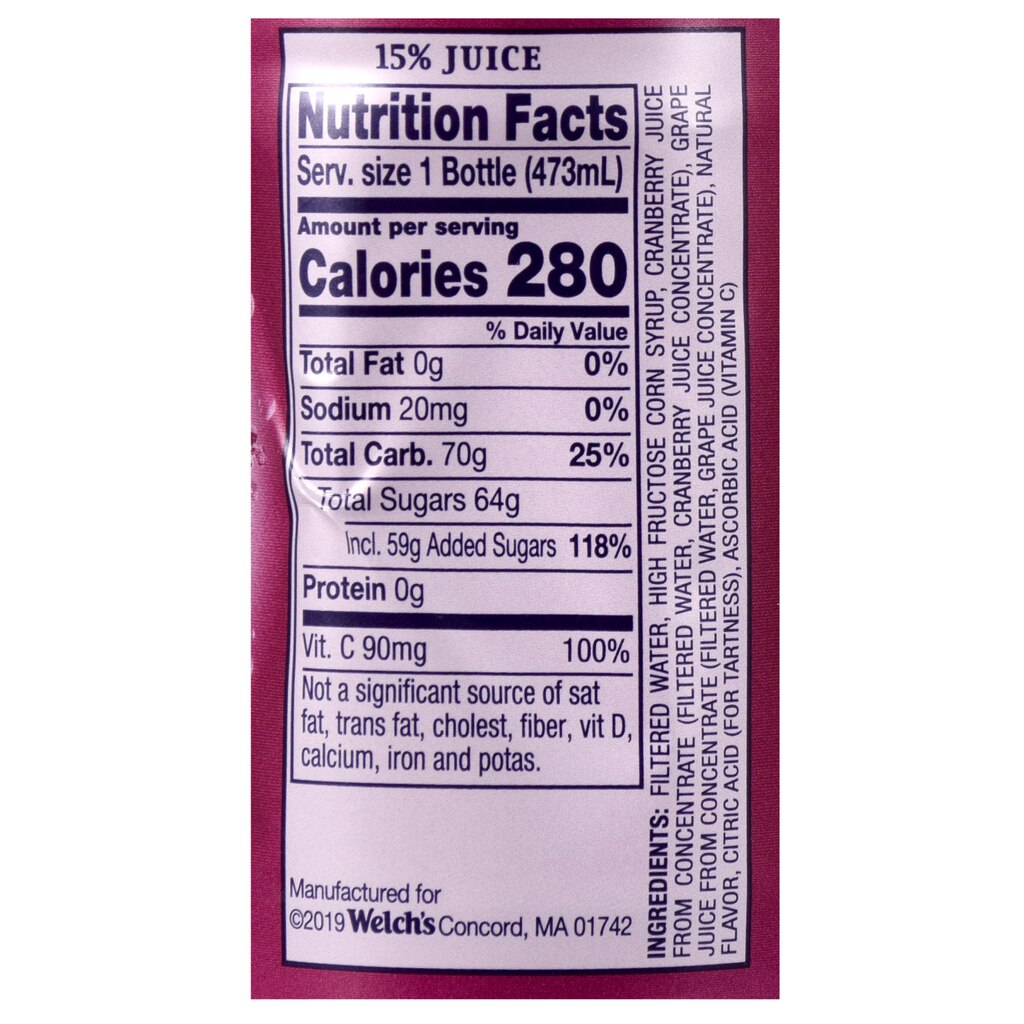 15% JUICE
Nutrition Facts
Serv. size 1 Bottle (473mL)
Amount per serving
Calories 280
% Daily Value
Total Fat 0g 0%
Sodium 20mg 0%
Total Carb. 70g 25%
Total Sugars 64g
Incl. 59g Added Sugars 118%
Protein 0g
Vit. C 90mg 100%
Not a significant source of sat
fat, trans fat, cholest, fiber, vit D,
calcium, iron and potas.
Manufactured for
©2019 Welch's Concord, MA 01742
INGREDIENTS: FILTERED WATER, HIGH FRUCTOSE CORN SYRUP, CRANBERRY JUICE
FROM CONCENTRATE (FILTERED WATER, CRANBERRY JUICE CONCENTRATE), GRAPE
JUICE FROM CONCENTRATE (FILTERED WATER, GRAPE JUICE CONCENTRATE), NATURAL
FLAVOR, CITRIC ACID (FOR TARTNESS), ASCORBIC ACID (VITAMIN C)